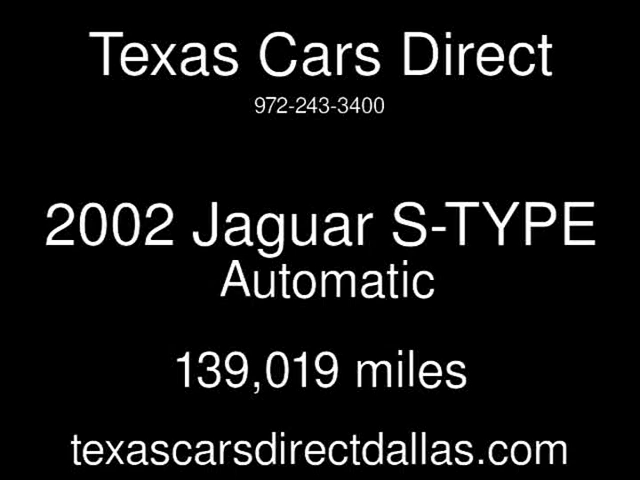 Texas Cars Direct
972-243-3400
2002 Jaguar S-TYPE
Automatic
139,019 miles
texascarsdirectdallas.com